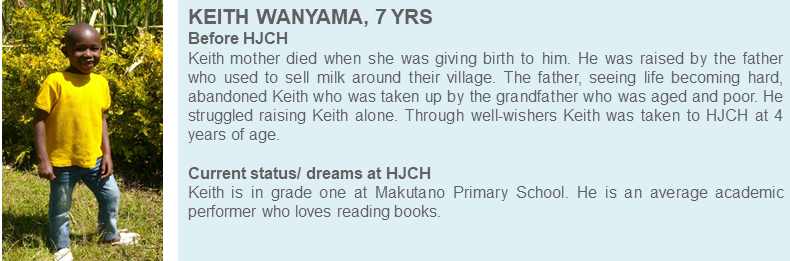 KEITH WANYAMA, 7 YRS
Before HJCH
Keith mother died when she was giving birth to him. He was raised by the father
who used to sell milk around their village. The father, seeing life becoming hard,
abandoned Keith who was taken up by the grandfather who was aged and poor. He
struggled raising Keith alone. Through well-wishers Keith was taken to HJCH at 4
years of age.
Current status/ dreams at HJCH
Keith is in grade one at Makutano Primary School. He is an average academic
performer who loves reading books.